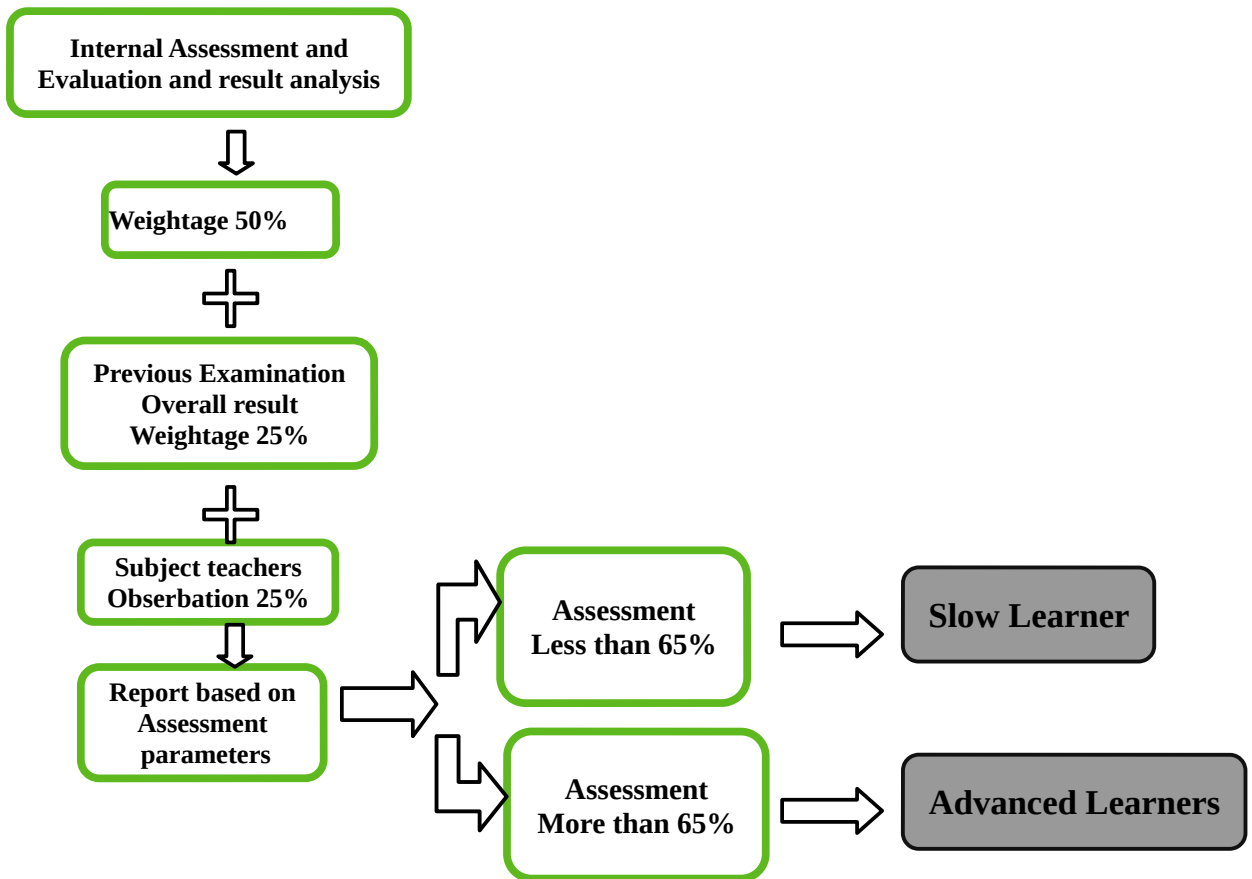 Internal Assessment and
Evaluation and result analysis
Weightage 50%
Previous Examination
Overall result
Weightage 25%
Subject teachers
Obserbation 25%
Report based on
Assessment
parameters
Assessment
Less than 65%
Slow Learner
Assessment
More than 65%
Advanced Learners